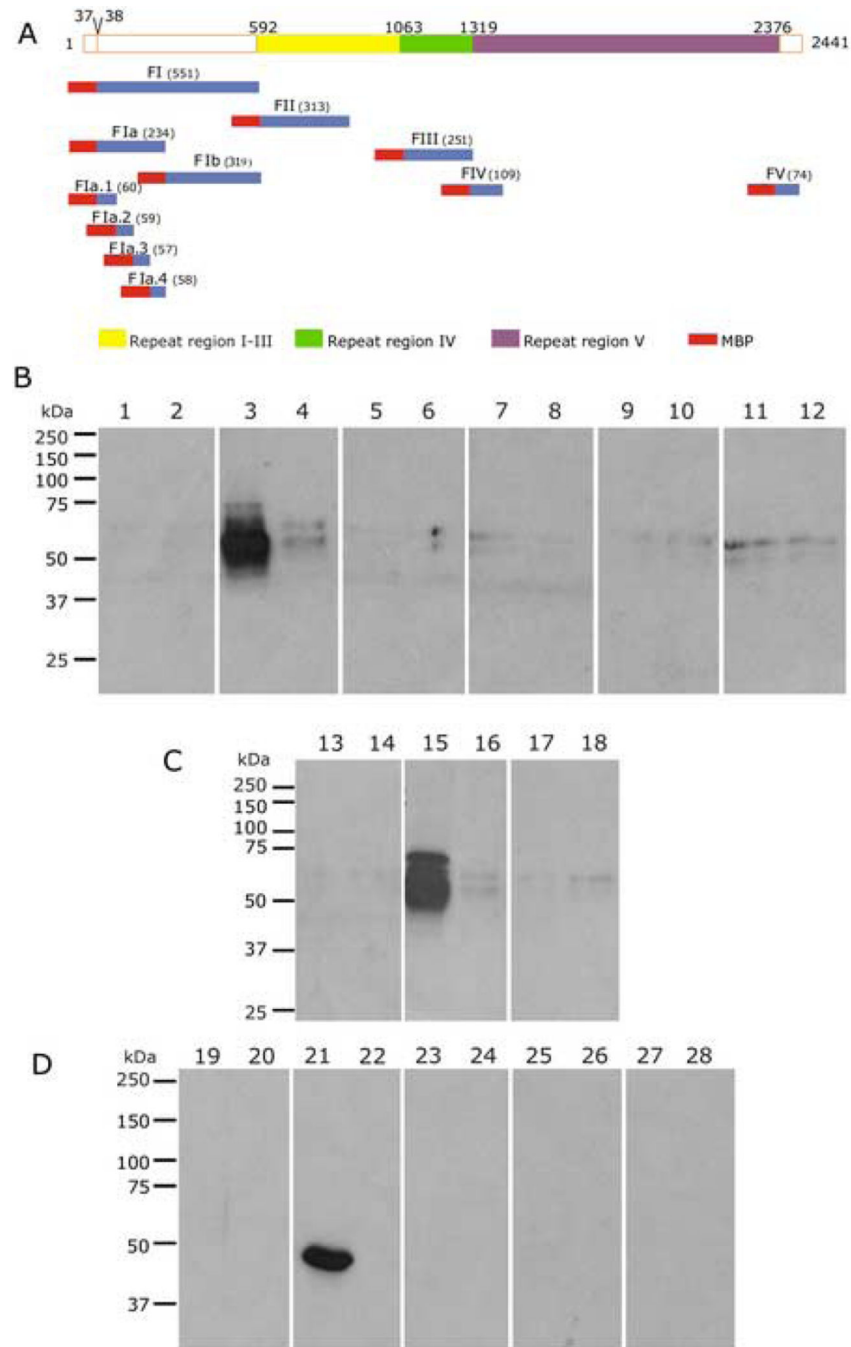 A
37 38
592 1063 1319 2376
1 2441
FI (551)
FII (313)
FIa (234)
FIII (251)
FIb (319)
FIV (109)
FV (74)
FIa.1 (60)
FIa.2 (59)
FIa.3 (57)
FIa.4 (58)
Repeat region I-III Repeat region IV Repeat region V MBP
B
kDa 1 2 3 4 5 6 7 8 9 10 11 12
250
150
100
75
50
37
25
C
kDa 13 14 15 16 17 18
250
150
100
75
50
37
25
D
kDa 19 20 21 22 23 24 25 26 27 28
250
150
100
75
50
37